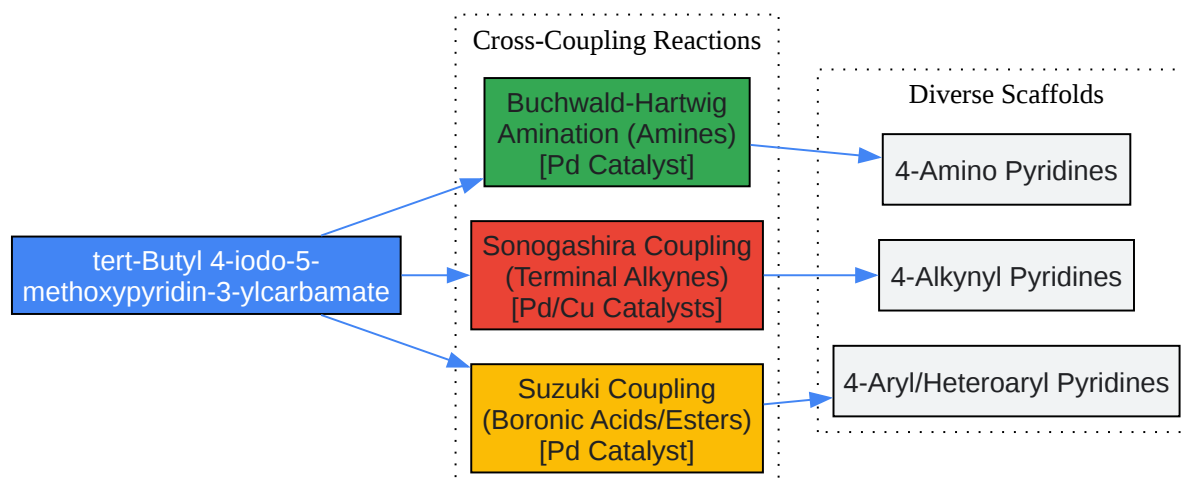 Cross-Coupling Reactions
Diverse Scaffolds
Buchwald-Hartwig
Amination (Amines)
[Pd Catalyst]
4-Amino Pyridines
tert-Butyl 4-iodo-5-
methoxypyridin-3-ylcarbamate
Sonogashira Coupling
(Terminal Alkynes)
[Pd/Cu Catalysts]
4-Alkynyl Pyridines
Suzuki Coupling
(Boronic Acids/Esters)
[Pd Catalyst]
4-Aryl/Heteroaryl Pyridines